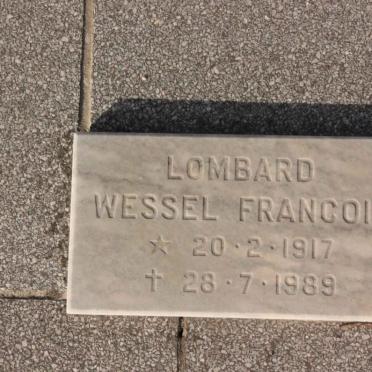 LOMBARD
WESSEL FRANCOI
☆ 20·2·1917
✝ 28·7·1989